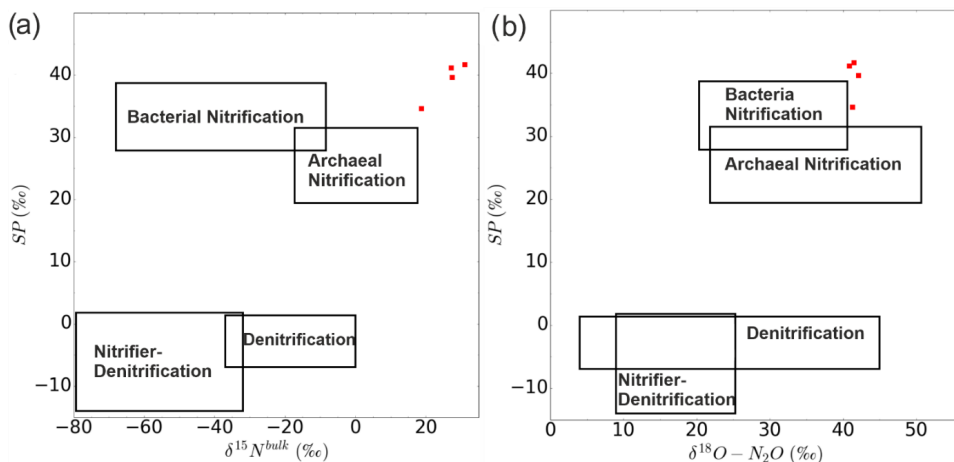 (a)
40
30
20
10
0
−10
SP (‰)
Bacterial Nitrification
Archaeal
Nitrification
Nitrifier-
Denitrification
Denitrification
−80
−60
−40
−20
0
20
δ¹⁵N^bulk (‰)
(b)
40
30
20
10
0
−10
SP (‰)
Bacteria
Nitrification
Archaeal Nitrification
Denitrification
Nitrifier-
Denitrification
0
10
20
30
40
50
δ¹⁸O − N₂O (‰)